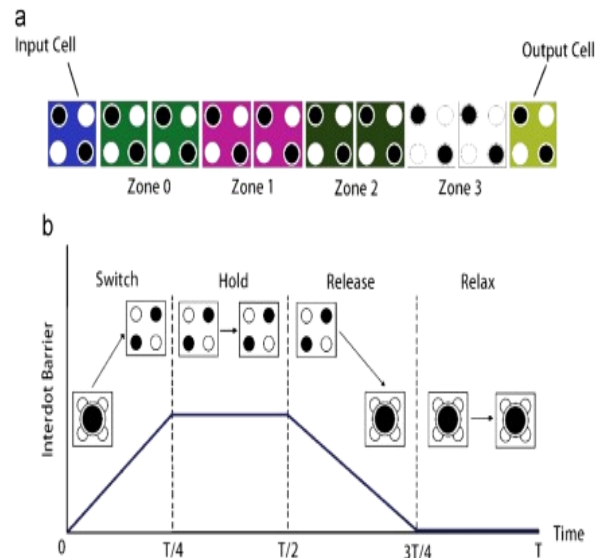 a
Input Cell
Output Cell
Zone 0 Zone 1 Zone 2 Zone 3
b
Switch Hold Release Relax
Interdot Barrier
0 T/4 T/2 3T/4 T
Time